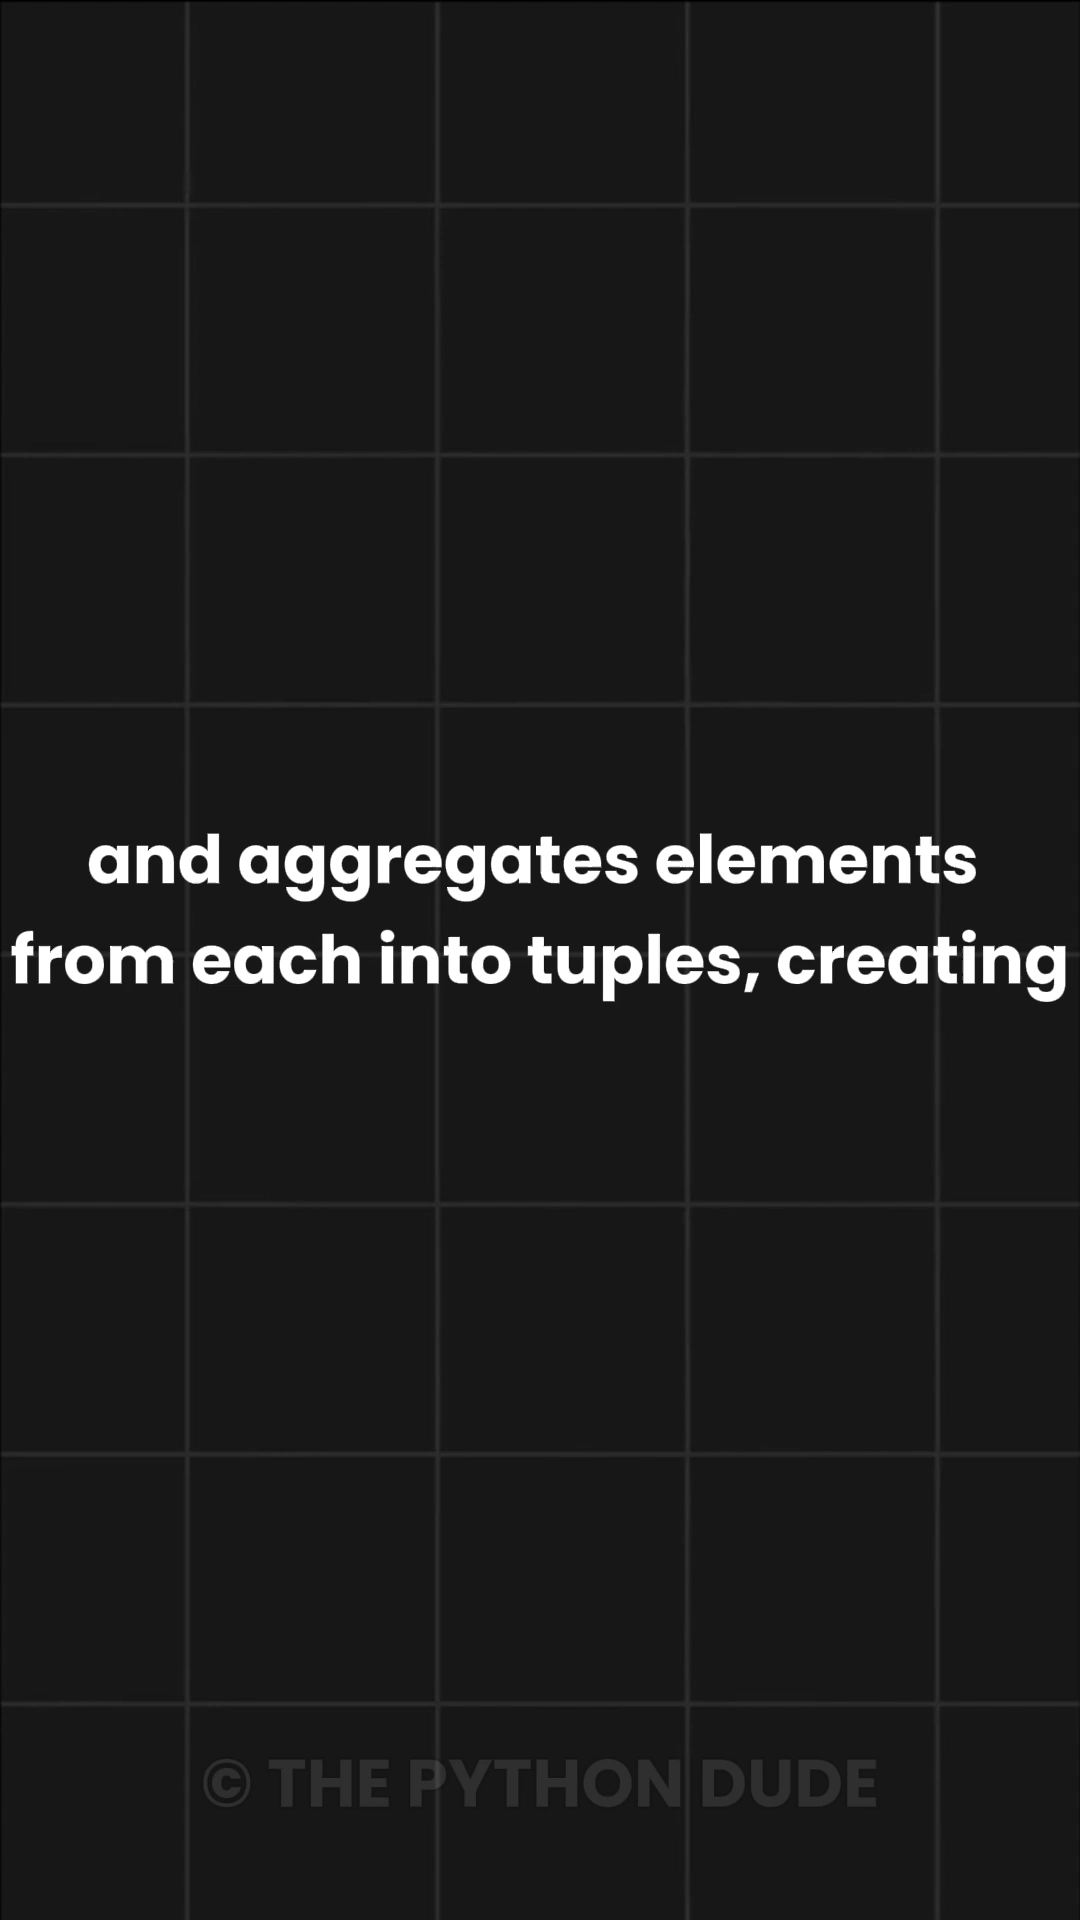 and aggregates elements
from each into tuples, creating
© THE PYTHON DUDE